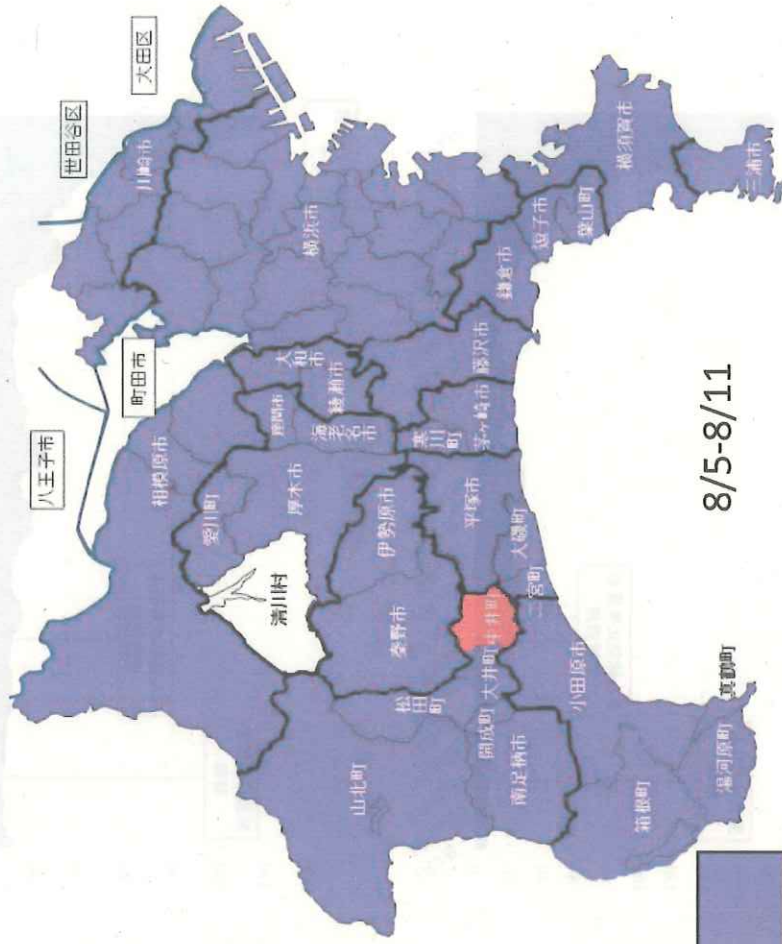 八王子市
世田谷区
大田区
町田市
川崎市
相模原市
横浜市
愛川町
座間市
大和市
厚木市
海老名市
綾瀬市
清川村
伊勢原市
寒川町
藤沢市
鎌倉市
逗子市
葉山町
横須賀市
三浦市
茅ヶ崎市
平塚市
秦野市
大磯町
二宮町
中井町
大井町
松田町
山北町
開成町
南足柄市
小田原市
箱根町
真鶴町
湯河原町
8/5-8/11